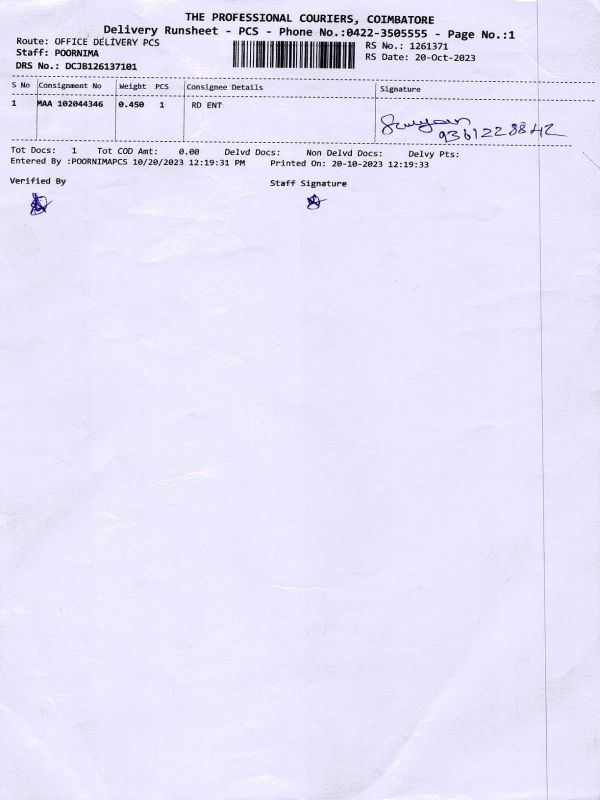 THE PROFESSIONAL COURIERS, COIMBATORE
Delivery Runsheet - PCS - Phone No.:0422-3505555 - Page No.:1
Route: OFFICE DELIVERY PCS
Staff: POORNIMA
DRS No.: DCJB126137101
RS No.: 1261371
RS Date: 20-Oct-2023
S No Consignment No Weight PCS Consignee Details Signature
1 MAA 102044346 0.450 1 RD ENT
9361228842
Tot Docs: 1 Tot COD Amt: 0.00 Delvd Docs: Non Delvd Docs: Delvy Pts:
Entered By :POORNIMAPCS 10/20/2023 12:19:31 PM Printed On: 20-10-2023 12:19:33
Verified By Staff Signature